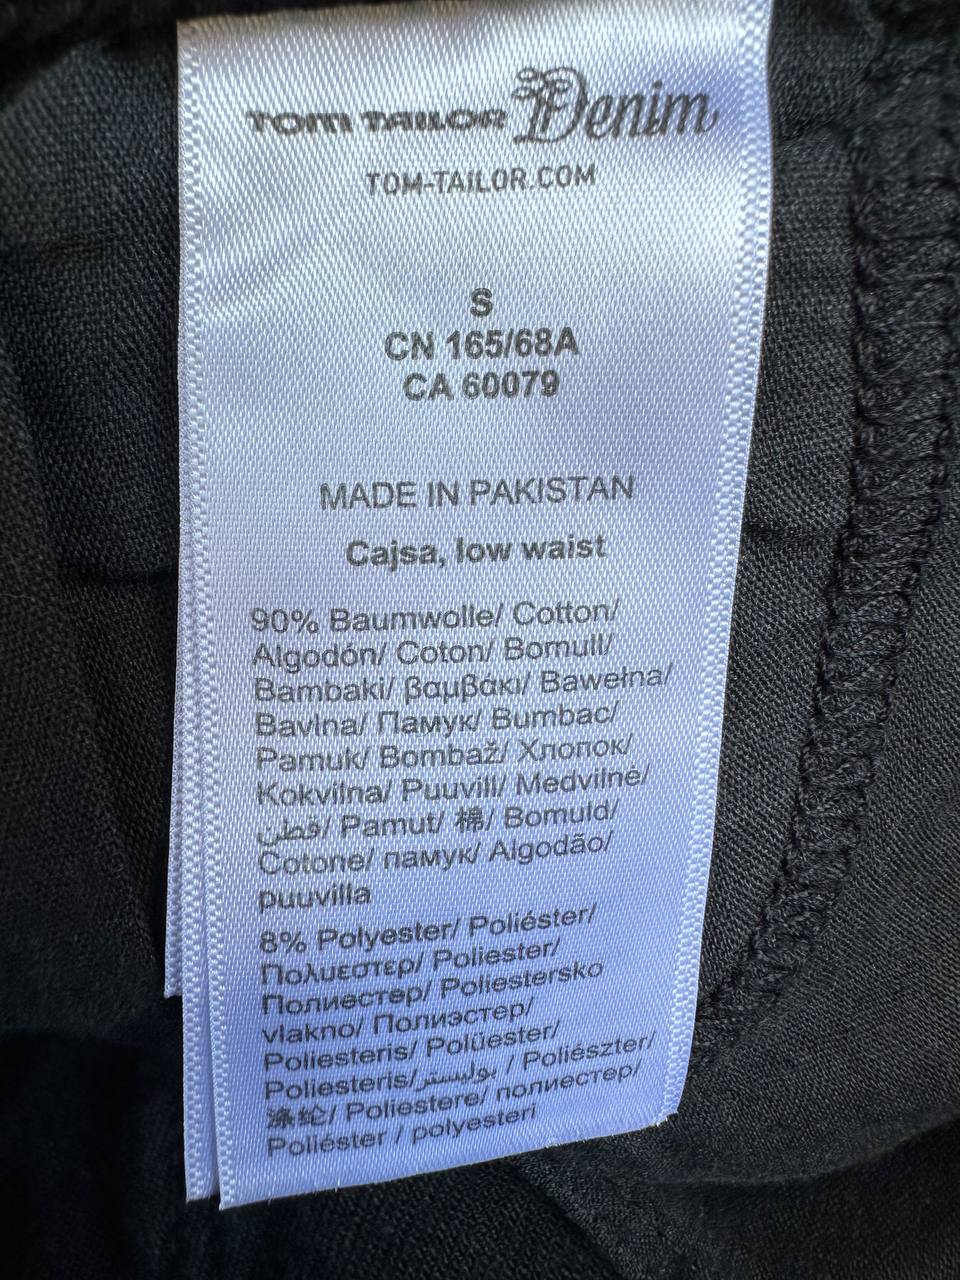 TOM TAILOR Denim
TOM-TAILOR.COM
S
CN 165/68A
CA 60079
MADE IN PAKISTAN
Cajsa, low waist
90% Baumwolle/ Cotton/
Algodón/ Coton/ Bomull/
Bambaki/ βαμβακι/ Bawełna/
Bavlna/ Памук/ Bumbac/
Pamuk/ Bombaž/ Хлопок/
Kokvilna/ Puuvill/ Medvilnė/
قطن/ Pamut/ 棉/ Bomuld/
Cotone/ памук/ Algodão/
puuvilla
8% Polyester/ Poliéster/
Πολυεστερ/ Poliester/
Полиестер/ Poliestersko
vlakno/ Полиэстер/
Poliesteris/ Polüester/
Poliesteris/ بوليستر / Poliészter/
涤纶/ Poliestere/ полиестер/
Poliéster / polyesteri